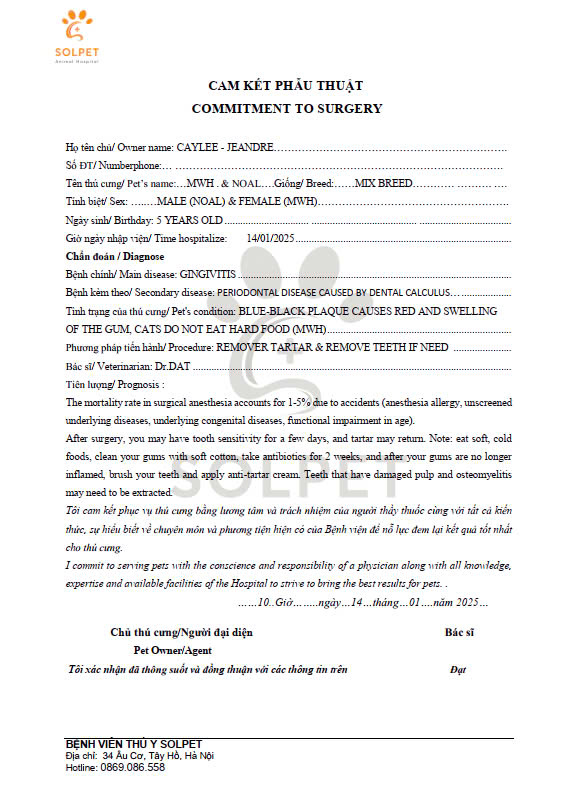 SOLPET
Animal Hospital
CAM KẾT PHẪU THUẬT
COMMITMENT TO SURGERY
Họ tên chủ/ Owner name: CAYLEE - JEANDRE……………………………………………………….
Số ĐT/ Numberphone:… ………………………………………………………………………………
Tên thú cưng/ Pet's name:…MWH . & NOAL….Giống/ Breed:……MIX BREED………… ……… ….
Tính biệt/ Sex: …..…MALE (NOAL) & FEMALE (MWH)……………………………………………
Ngày sinh/ Birthday: 5 YEARS OLD......................................................................................
Giờ ngày nhập viện/ Time hospitalize: 14/01/2025................................................................
Chẩn đoán / Diagnose
Bệnh chính/ Main disease: GINGIVITIS ................................................................................
Bệnh kèm theo/ Secondary disease: PERIODONTAL DISEASE CAUSED BY DENTAL CALCULUS…................
Tình trạng của thú cưng/ Pet's condition: BLUE-BLACK PLAQUE CAUSES RED AND SWELLING
OF THE GUM, CATS DO NOT EAT HARD FOOD (MWH).....................................................
Phương pháp tiến hành/ Procedure: REMOVER TARTAR & REMOVE TEETH IF NEED .................
Bác sĩ/ Veterinarian: Dr.DAT ................................................................................................
Tiên lượng/ Prognosis :
The mortality rate in surgical anesthesia accounts for 1-5% due to accidents (anesthesia allergy, unscreened
underlying diseases, underlying congenital diseases, functional impairment in age).
After surgery, you may have tooth sensitivity for a few days, and tartar may return. Note: eat soft, cold
foods, clean your gums with soft cotton, take antibiotics for 2 weeks, and after your gums are no longer
inflamed, brush your teeth and apply anti-tartar cream. Teeth that have damaged pulp and osteomyelitis
may need to be extracted.
SOLPET
Tôi cam kết phục vụ thú cưng bằng lương tâm và trách nhiệm của người thầy thuốc cùng với tất cả kiến
thức, sự hiểu biết về chuyên môn và phương tiện hiện có của Bệnh viện để nỗ lực đem lại kết quả tốt nhất
cho thú cưng.
I commit to serving pets with the conscience and responsibility of a physician along with all knowledge,
expertise and available facilities of the Hospital to strive to bring the best results for pets. .
……10..Giờ……..ngày…14…tháng…01….năm 2025…
Chủ thú cưng/Người đại diện Bác sĩ
Pet Owner/Agent
Tôi xác nhận đã thông suốt và đồng thuận với các thông tin trên Đạt
BỆNH VIỆN THÚ Y SOLPET
Địa chỉ: 34 Âu Cơ, Tây Hồ, Hà Nội
Hotline: 0869.086.558